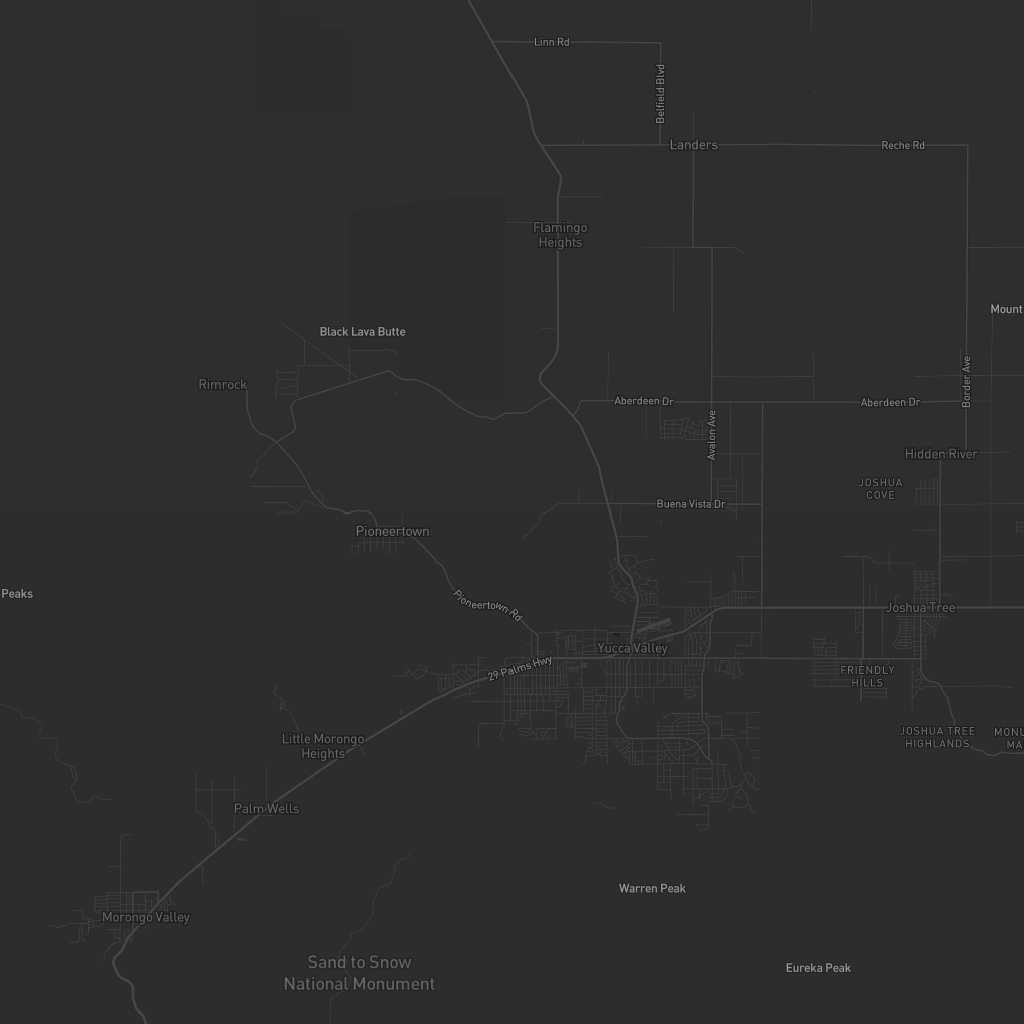 Linn Rd
Belfield Blvd
Landers
Reche Rd
Flamingo
Heights
Mount
Black Lava Butte
Rimrock
Border Ave
Aberdeen Dr
Aberdeen Dr
Avalon Ave
Hidden River
JOSHUA
COVE
Buena Vista Dr
Pioneertown
Peaks
Pioneertown Rd
Joshua Tree
Yucca Valley
29 Palms Hwy
FRIENDLY
HILLS
Little Morongo
Heights
JOSHUA TREE
HIGHLANDS
MONU
MA
Palm Wells
Warren Peak
Morongo Valley
Sand to Snow
National Monument
Eureka Peak